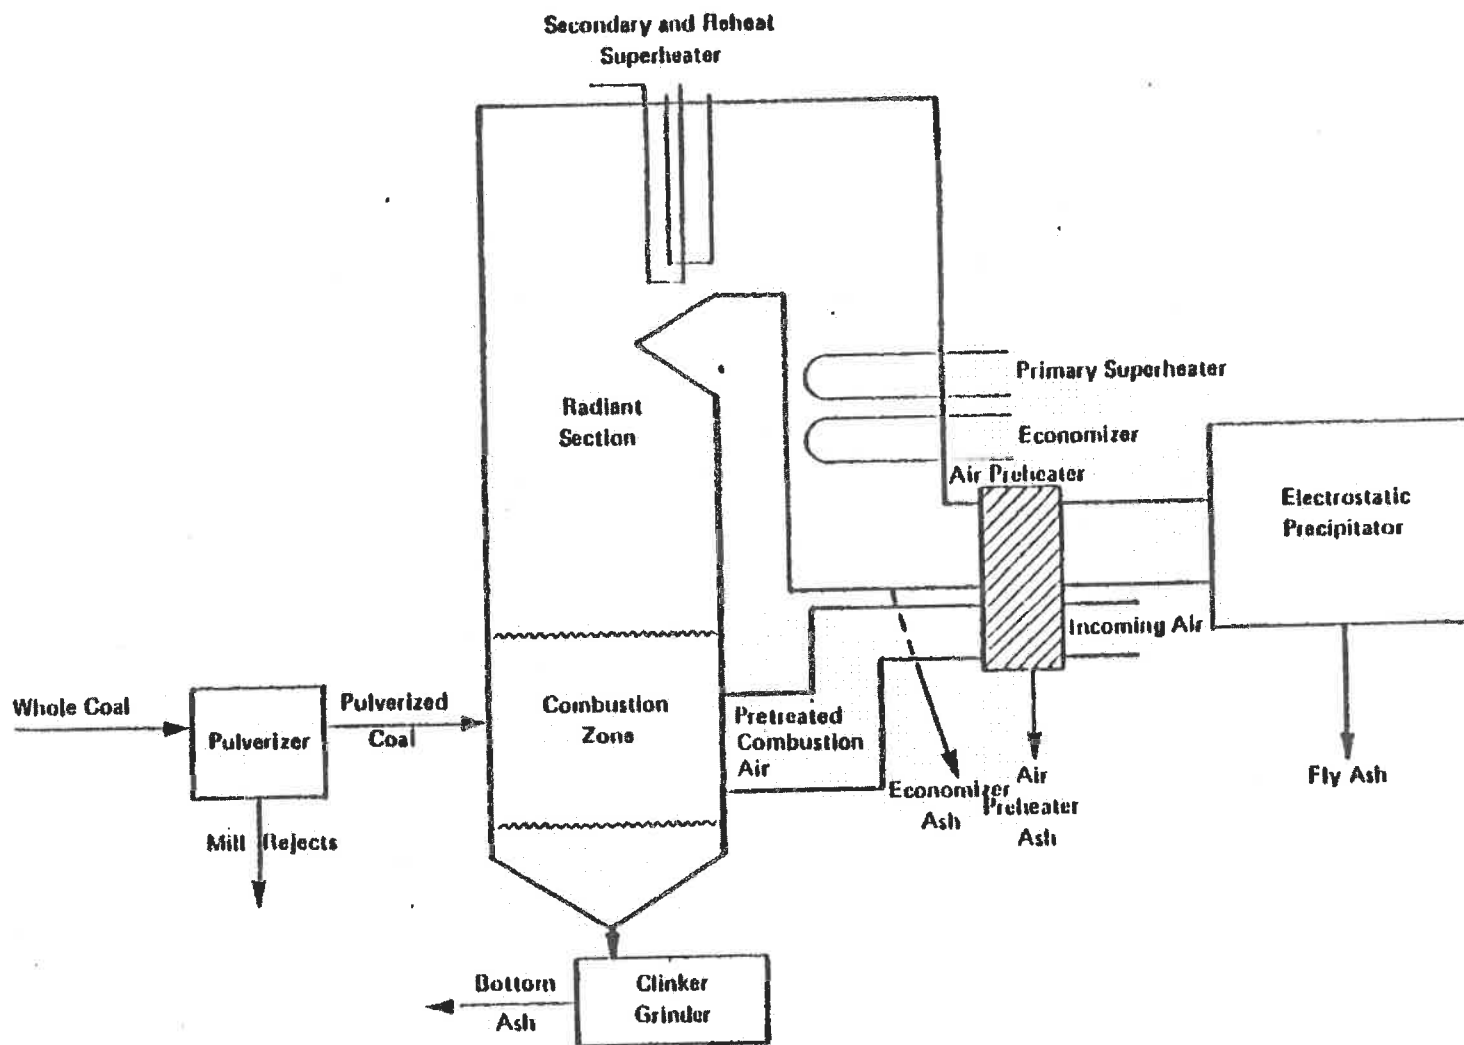 Secondary and Reheat
Superheater
Primary Superheater
Radiant
Section
Economizer
Air Preheater
Electrostatic
Precipitator
Incoming Air
Whole Coal
Pulverizer
Pulverized
Coal
Combustion
Zone
Pretreated
Combustion
Air
Mill Rejects
Economizer
Ash
Air
Preheater
Ash
Fly Ash
Bottom
Ash
Clinker
Grinder